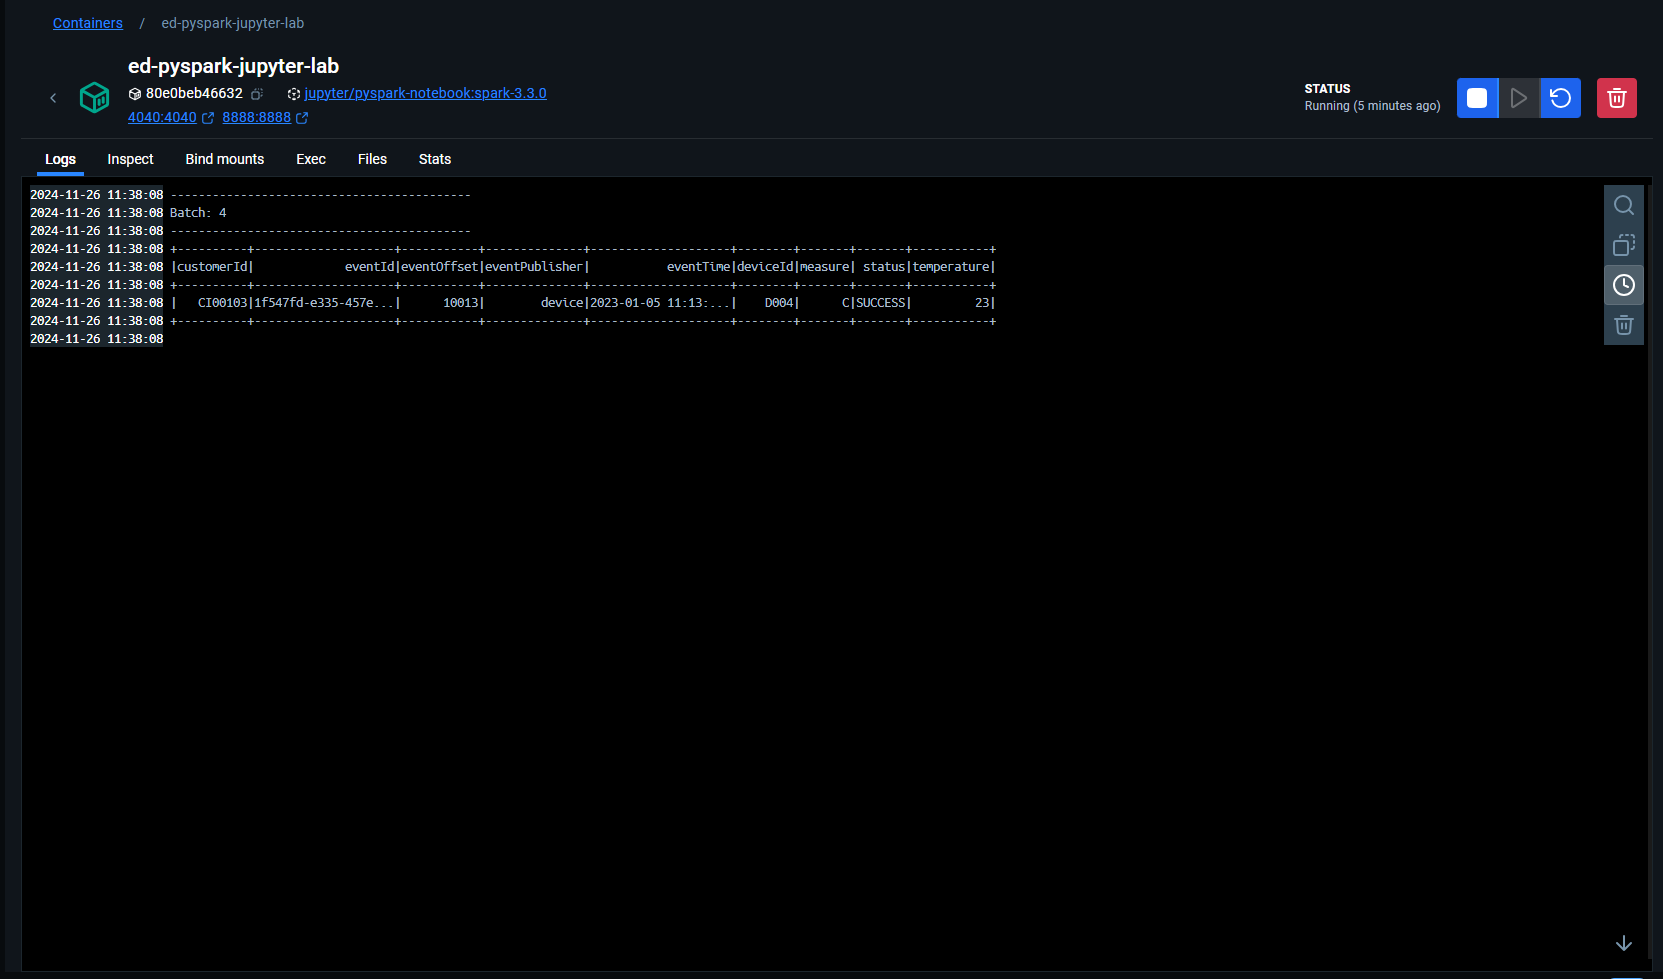 Containers / ed-pyspark-jupyter-lab
ed-pyspark-jupyter-lab
80e0beb46632 jupyter/pyspark-notebook:spark-3.3.0
4040:4040 8888:8888
STATUS
Running (5 minutes ago)
Logs Inspect Bind mounts Exec Files Stats
2024-11-26 11:38:08 -------------------------------------------
2024-11-26 11:38:08 Batch: 4
2024-11-26 11:38:08 -------------------------------------------
2024-11-26 11:38:08 +----------+--------------------+-----------+--------------+--------------------+--------+-------+-------+-----------+
2024-11-26 11:38:08 |customerId|             eventId|eventOffset|eventPublisher|           eventTime|deviceId|measure| status|temperature|
2024-11-26 11:38:08 +----------+--------------------+-----------+--------------+--------------------+--------+-------+-------+-----------+
2024-11-26 11:38:08 |   CI00103|1f547fd-e335-457e...|      10013|        device|2023-01-05 11:13:...|    D004|      C|SUCCESS|         23|
2024-11-26 11:38:08 +----------+--------------------+-----------+--------------+--------------------+--------+-------+-------+-----------+
2024-11-26 11:38:08